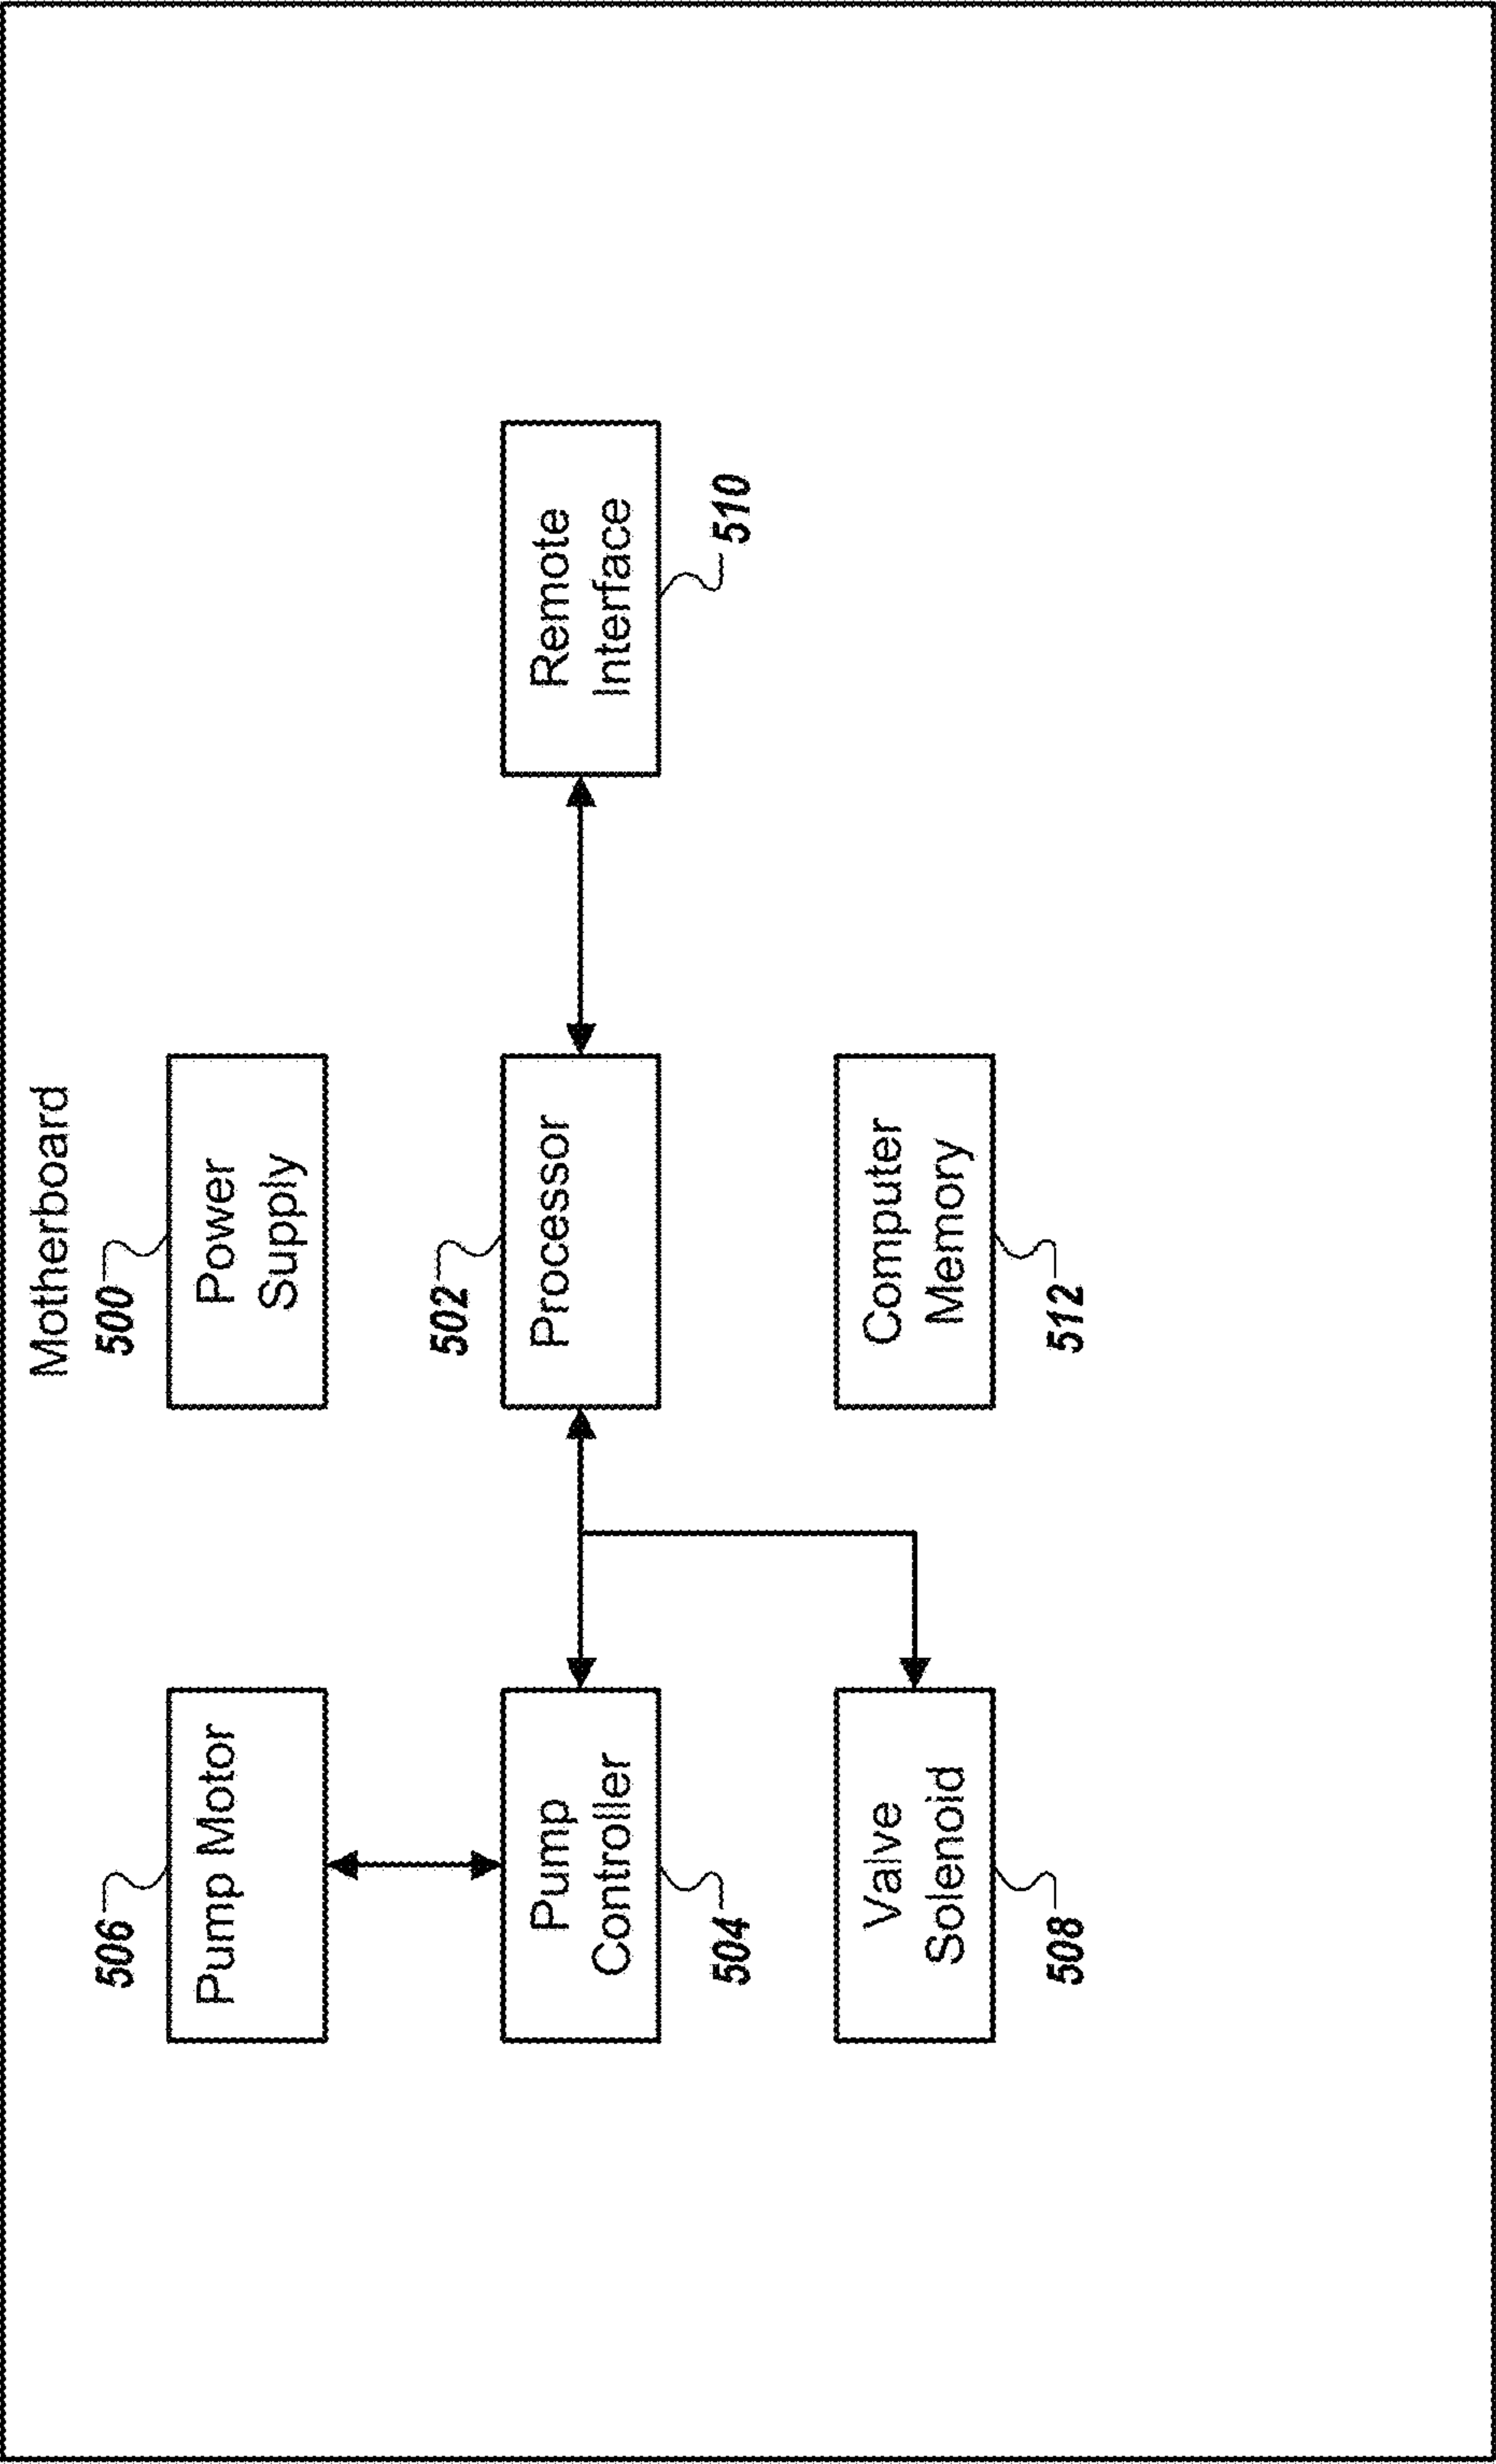 Motherboard
506
Pump Motor
500
Power
Supply
502
Processor
Remote
Interface
510
Pump
Controller
504
Valve
Solenoid
508
Computer
Memory
512